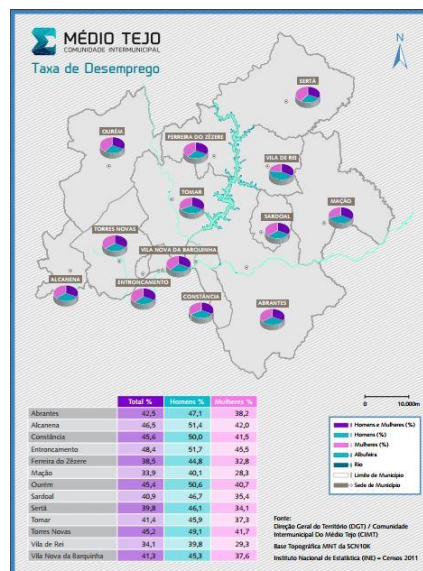 MÉDIO TEJO
COMUNIDADE INTERMUNICIPAL
Taxa de Desemprego
N
SERTÃ
OURÉM
FERREIRA DO ZÊZERE
VILA DE REI
TOMAR
MAÇÃO
SARDOAL
TORRES NOVAS
VILA NOVA DA BARQUINHA
ALCANENA
ENTRONCAMENTO
CONSTÂNCIA
ABRANTES
0 10.000m
Total % Homens % Mulheres %
Abrantes 42,5 47,1 38,2
Alcanena 46,5 51,4 42,0
Constância 45,6 50,0 41,5
Entroncamento 48,4 51,7 45,5
Ferreira do Zêzere 38,5 44,8 32,8
Mação 33,9 40,1 28,3
Ourém 45,4 50,6 40,7
Sardoal 40,9 46,7 35,4
Sertã 39,8 46,1 34,1
Tomar 41,4 45,9 37,3
Torres Novas 45,2 49,1 41,7
Vila de Rei 34,1 39,8 29,3
Vila Nova da Barquinha 41,3 45,3 37,6
Homens e Mulheres (%)
Homens (%)
Mulheres (%)
Albufeira
Rio
Limite de Município
Sede de Município
Fonte:
Direção Geral do Território (DGT) / Comunidade
Intermunicipal Do Médio Tejo (CIMT)
Base Topográfica MNT da SCN10K
Instituto Nacional de Estatística (INE) – Censos 2011